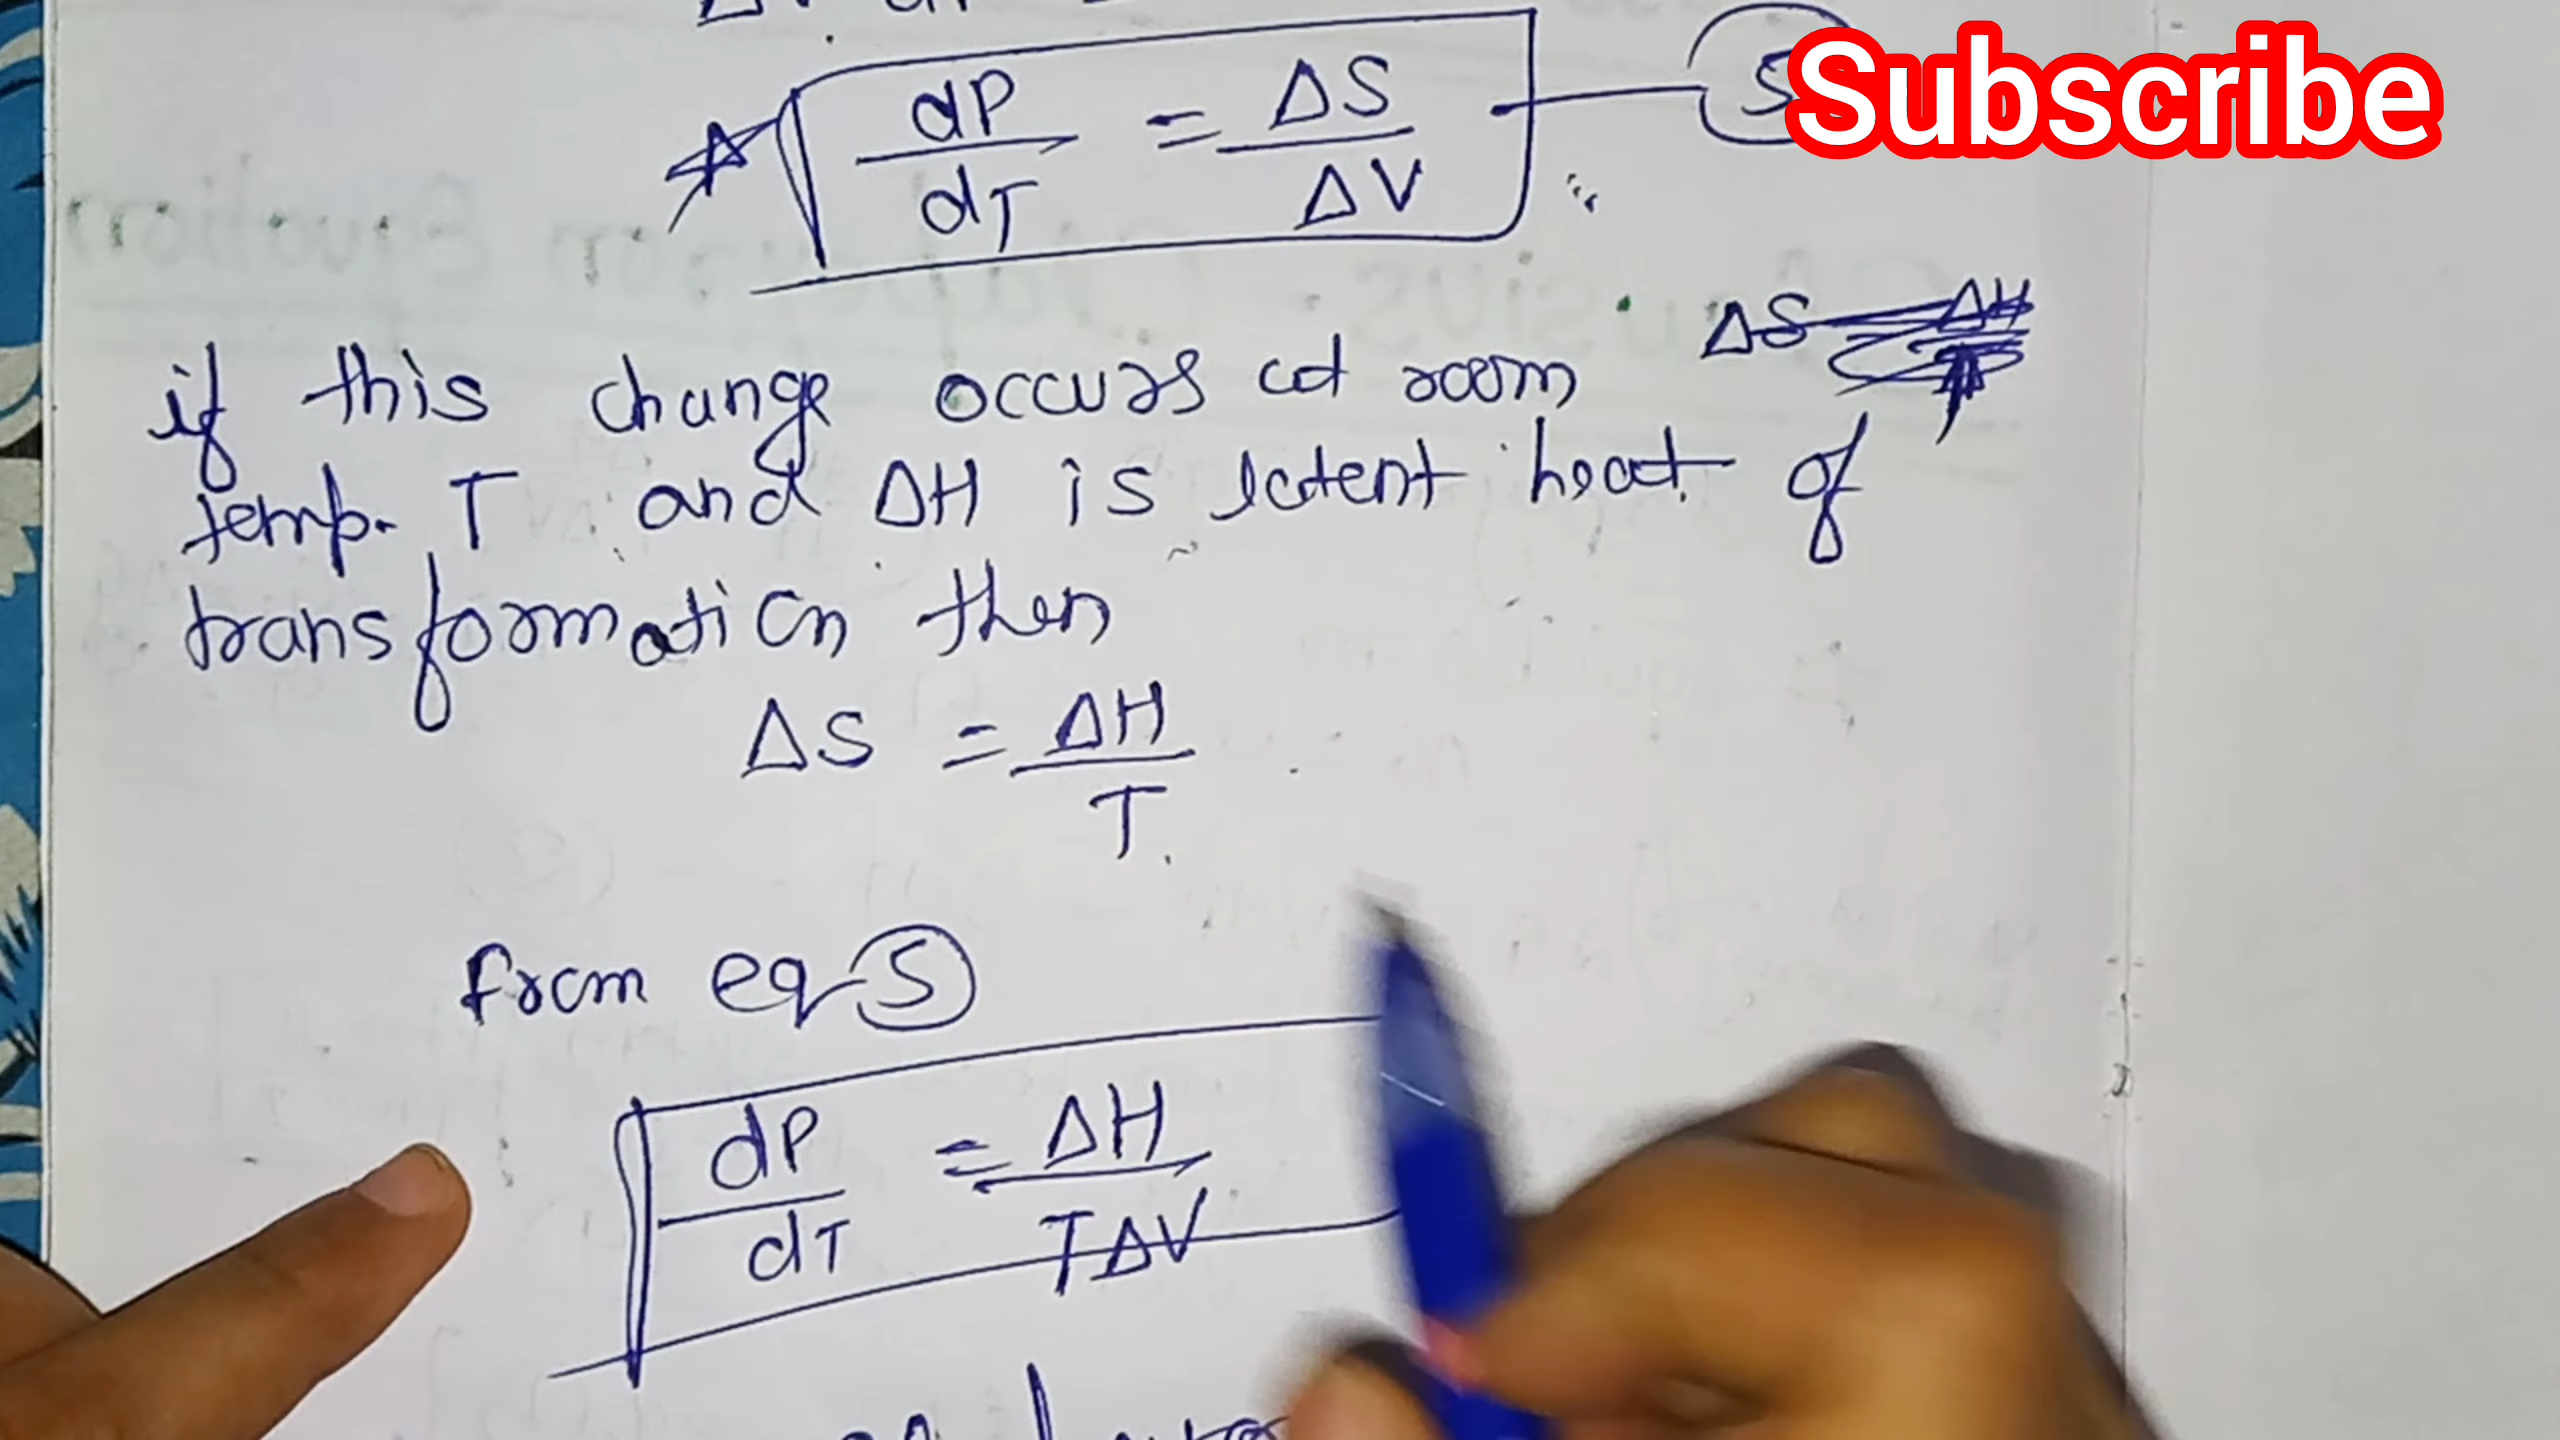 Subscribe
dP/dT = ΔS/ΔV — 5
if this change occurs at room
temp. T and ΔH is latent heat of
transformation then
ΔS = ΔH/T
from eq 5
dP/dT = ΔH/TΔV